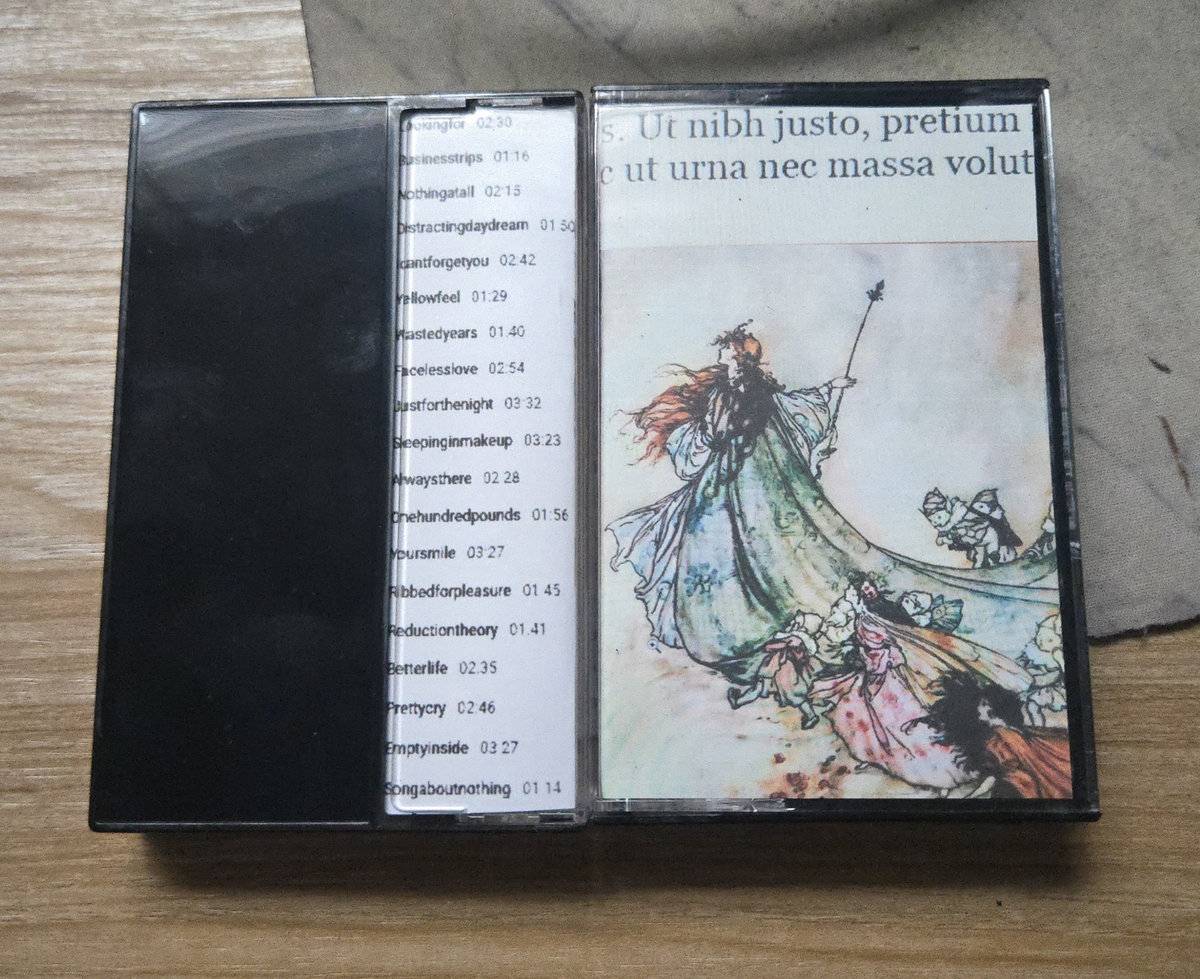 Lookingfor 02:30
Businesstrips 01:16
Nothingatall 02:15
Distractingdaydream 01:50
Icantforgetyou 02:42
Yellowfeel 01:29
Wastedyears 01:40
Facelesslove 02:54
Justforthenight 03:32
Sleepinginmakeup 03:23
Alwaysthere 02:28
Onehundredpounds 01:56
Yoursmile 03:27
Ribbedforpleasure 01:45
Reductiontheory 01:41
Betterlife 02:35
Prettycry 02:46
Emptyinside 03:27
Songaboutnothing 01:14
s. Ut nibh justo, pretium
c ut urna nec massa volut